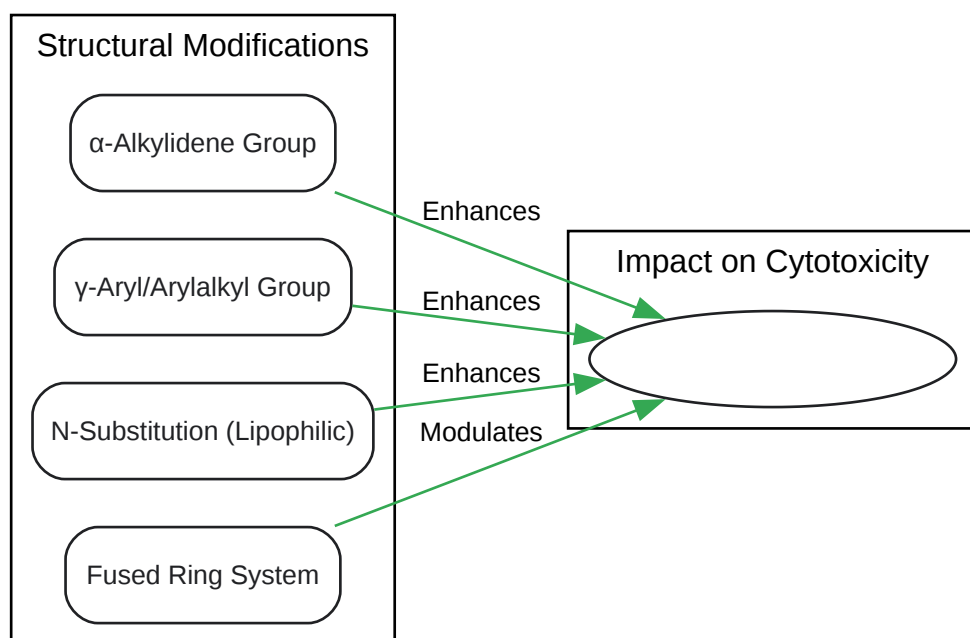 Structural Modifications
α-Alkylidene Group
γ-Aryl/Arylalkyl Group
N-Substitution (Lipophilic)
Fused Ring System
Enhances
Enhances
Enhances
Modulates
Impact on Cytotoxicity